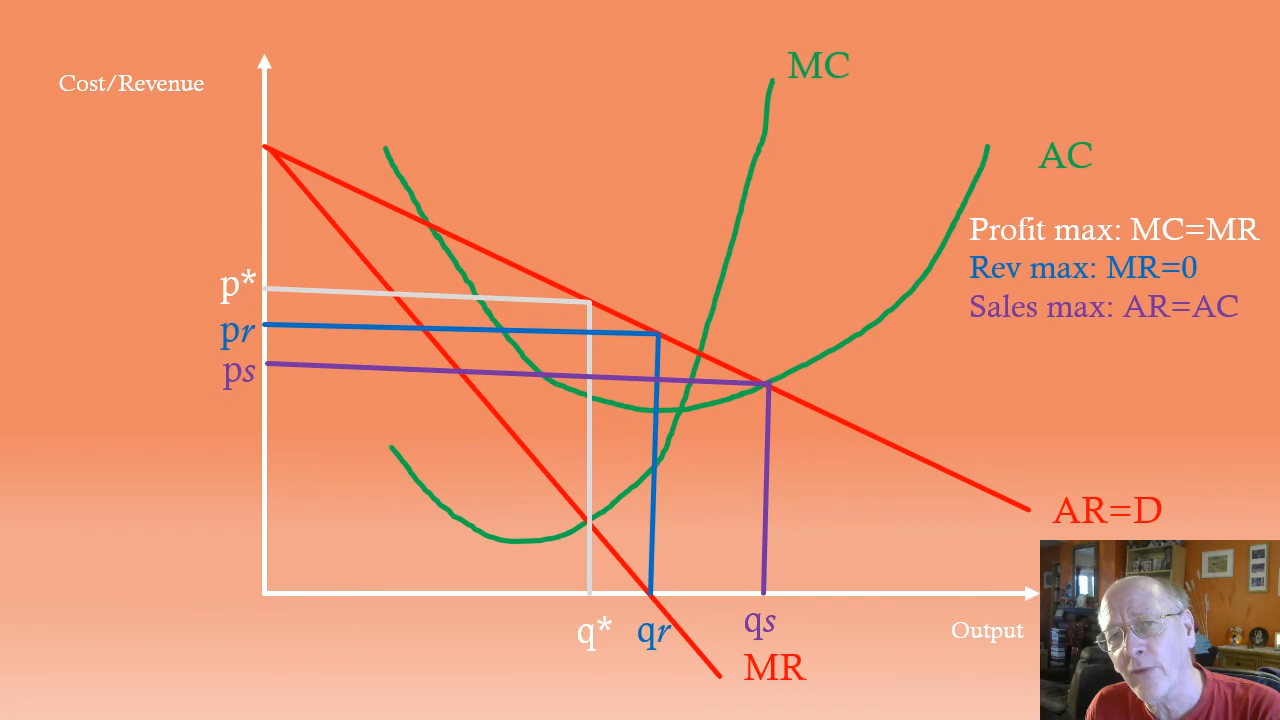 MC
Cost/Revenue
AC
Profit max: MC=MR
Rev max: MR=0
Sales max: AR=AC
p*
pr
ps
AR=D
q*
qr
qs
Output
MR